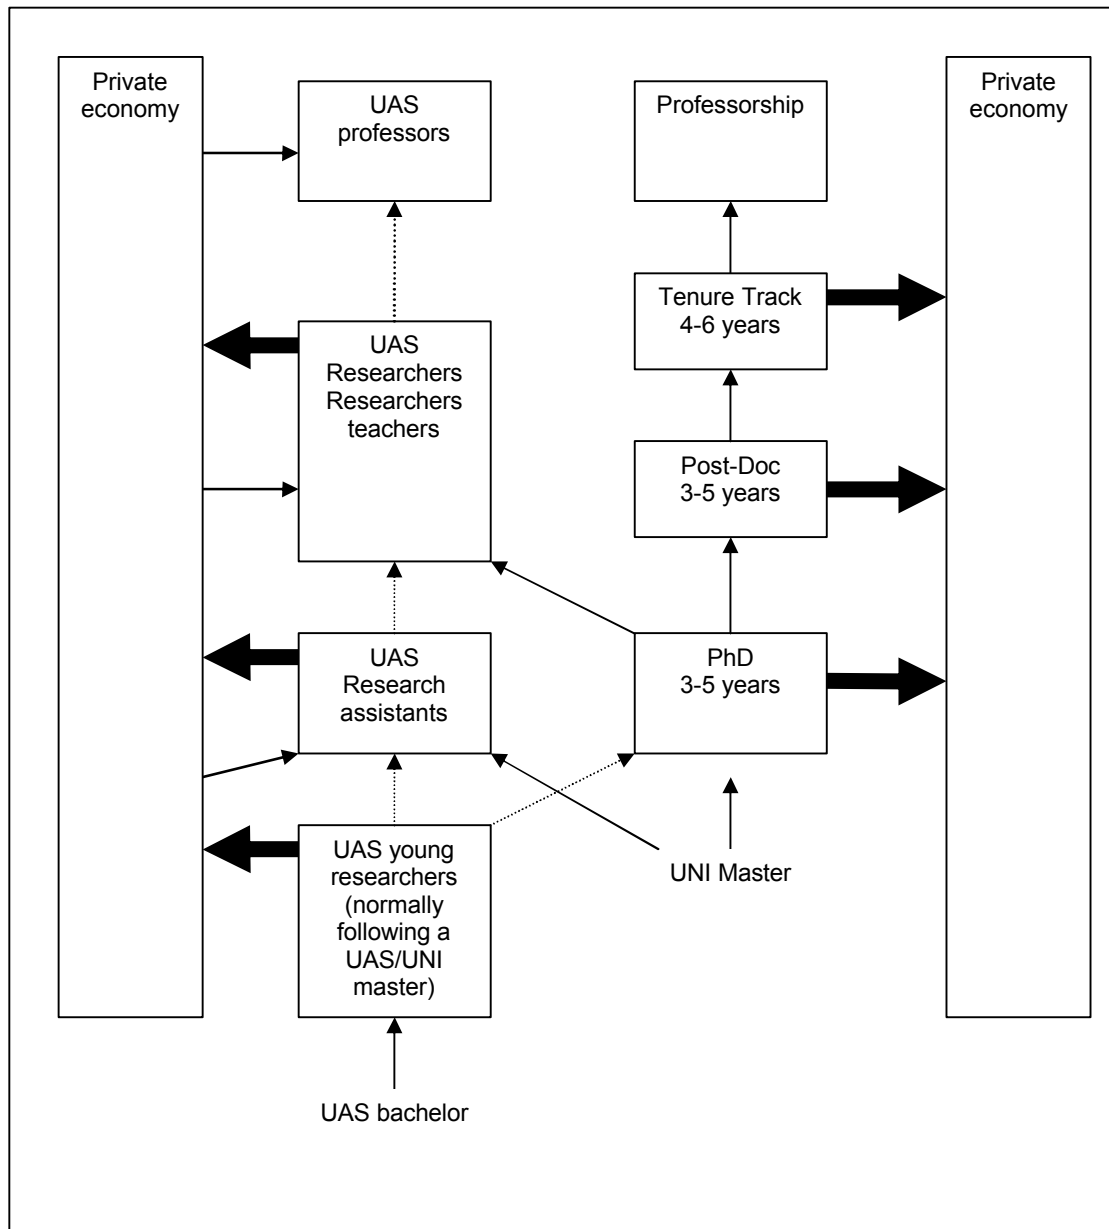 Private
economy
UAS
professors
Professorship
Private
economy
Tenure Track
4-6 years
UAS
Researchers
Researchers
teachers
Post-Doc
3-5 years
UAS
Research
assistants
PhD
3-5 years
UAS young
researchers
(normally
following a
UAS/UNI
master)
UNI Master
UAS bachelor